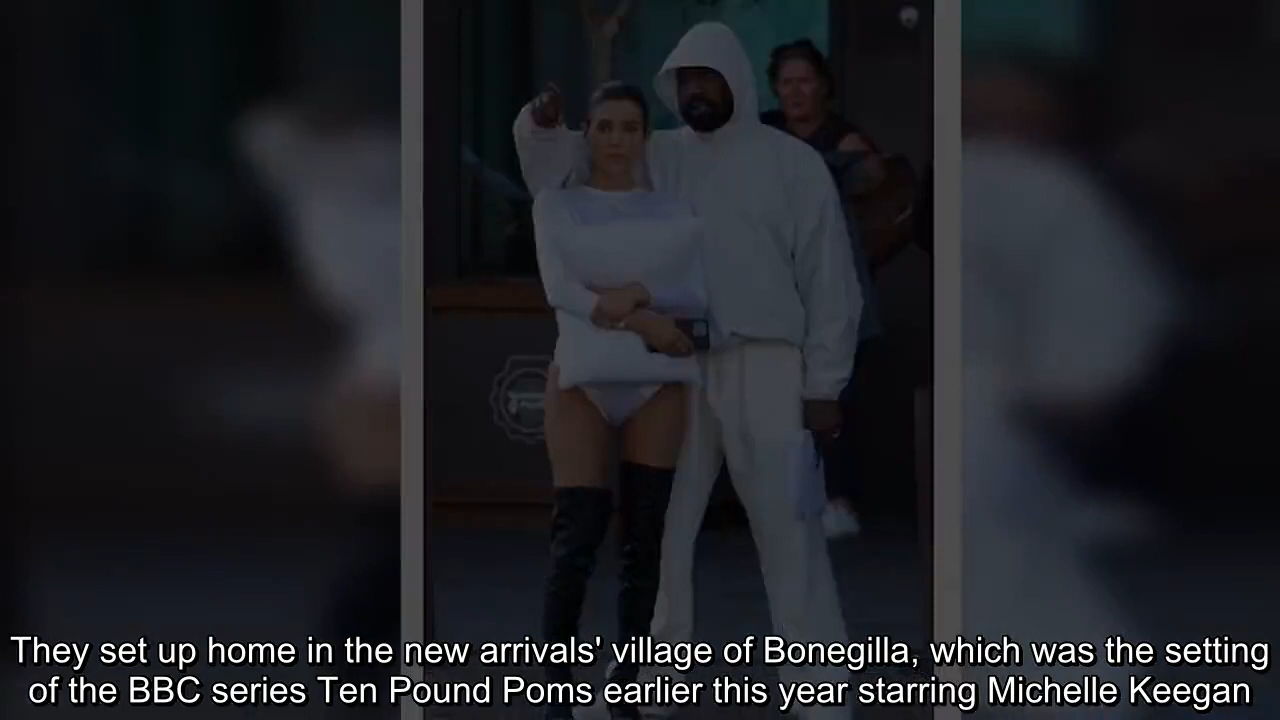 They set up home in the new arrivals' village of Bonegilla, which was the setting
of the BBC series Ten Pound Poms earlier this year starring Michelle Keegan